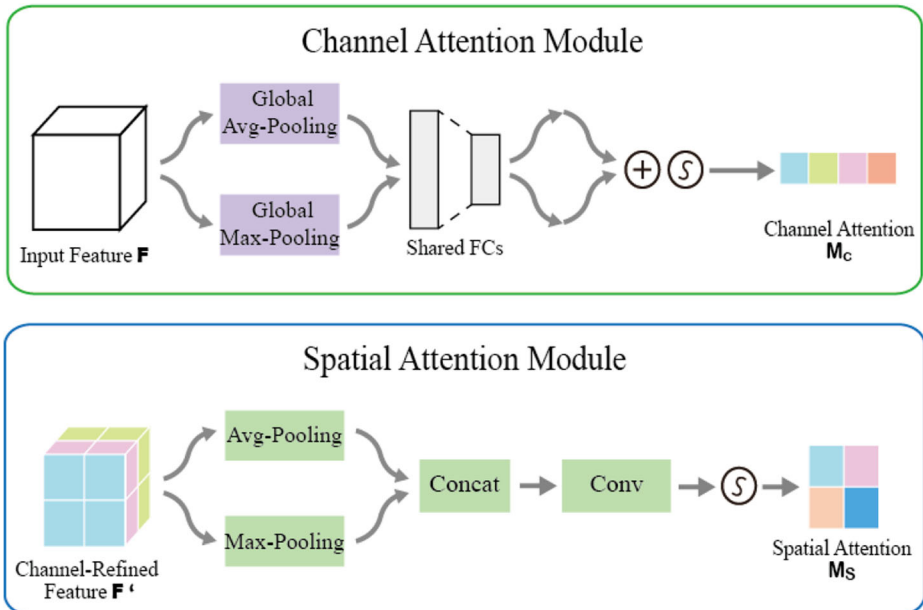 Channel Attention Module
Global
Avg-Pooling
Global
Max-Pooling
Input Feature F
Shared FCs
Channel Attention
Mc
Spatial Attention Module
Avg-Pooling
Concat
Conv
Max-Pooling
Channel-Refined
Feature F ‘
Spatial Attention
Ms